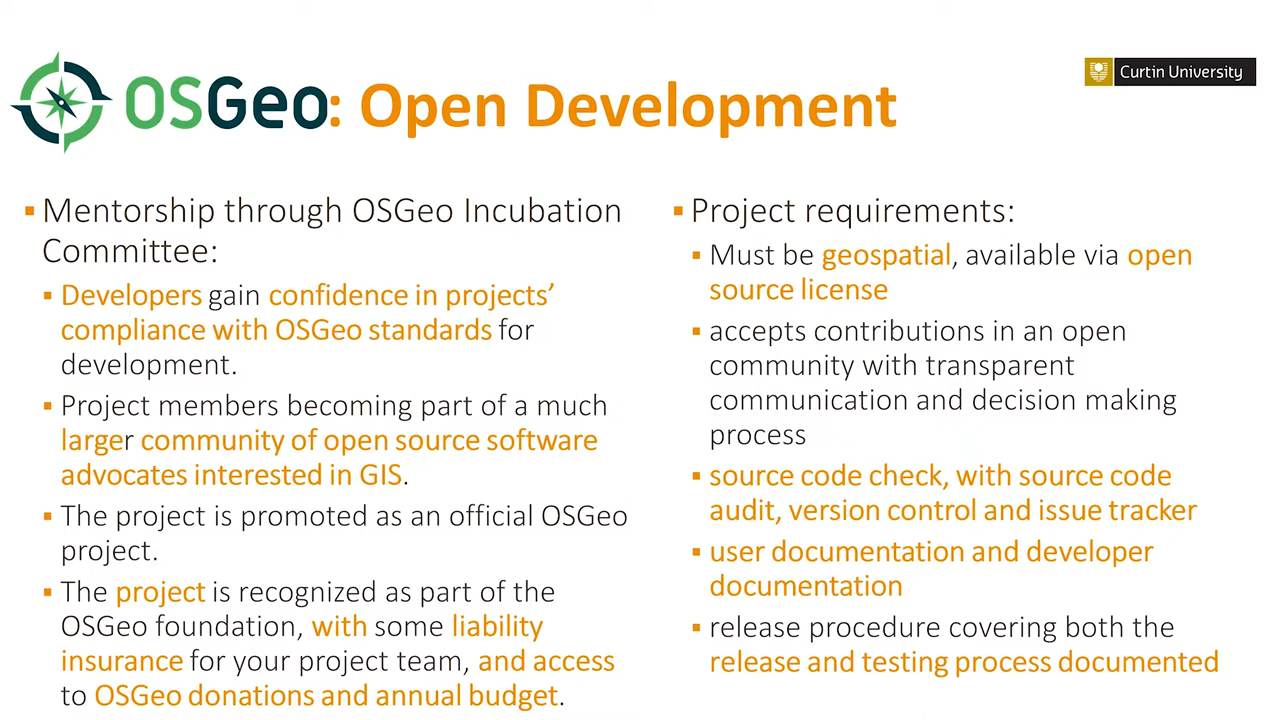 OSGeo: Open Development
Curtin University
▪ Mentorship through OSGeo Incubation
Committee:
▪ Developers gain confidence in projects’
compliance with OSGeo standards for
development.
▪ Project members becoming part of a much
larger community of open source software
advocates interested in GIS.
▪ The project is promoted as an official OSGeo
project.
▪ The project is recognized as part of the
OSGeo foundation, with some liability
insurance for your project team, and access
to OSGeo donations and annual budget.
▪ Project requirements:
▪ Must be geospatial, available via open
source license
▪ accepts contributions in an open
community with transparent
communication and decision making
process
▪ source code check, with source code
audit, version control and issue tracker
▪ user documentation and developer
documentation
▪ release procedure covering both the
release and testing process documented